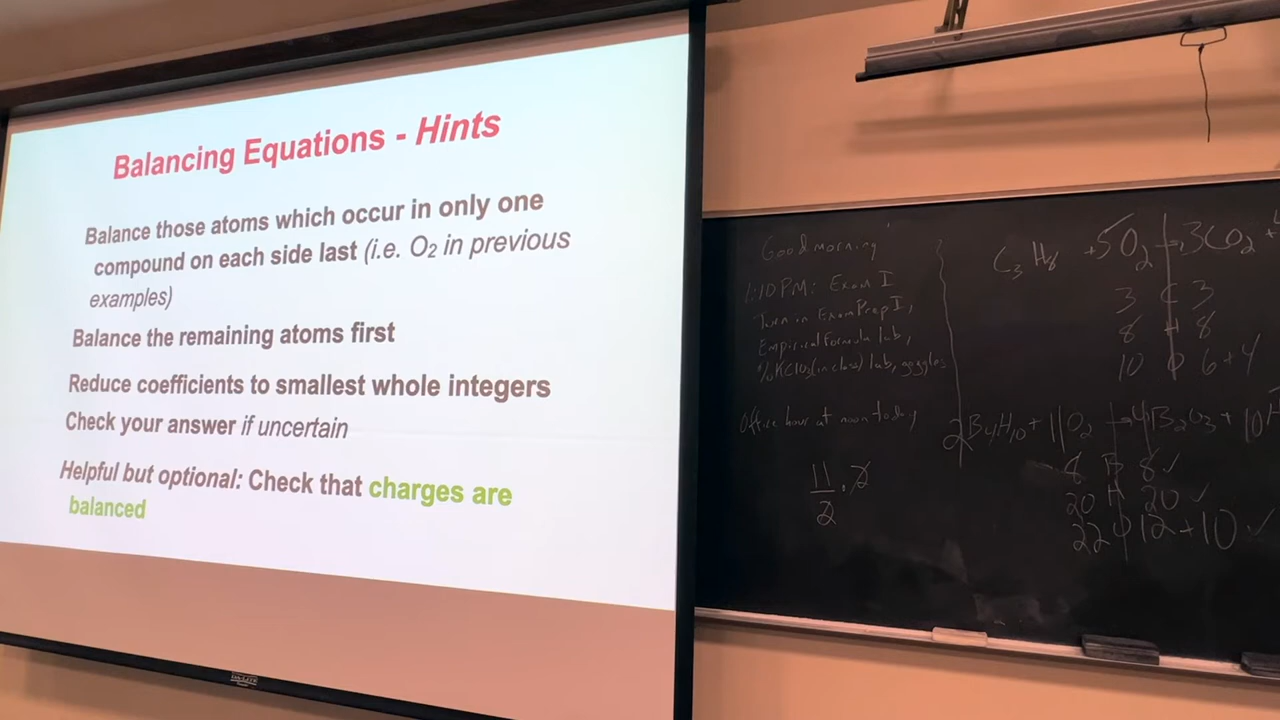 Balancing Equations - Hints
Balance those atoms which occur in only one
compound on each side last (i.e. O₂ in previous
examples)
Balance the remaining atoms first
Reduce coefficients to smallest whole integers
Check your answer if uncertain
Helpful but optional: Check that charges are
balanced
Good morning
1:10 PM: Exam I
Turn in Exam Prep I,
Empirical Formula lab,
% KClO₃ (in class) lab, goggles
Office hour at noon today
11/2 · 2
C₃H₈ + 5O₂ → 3CO₂ +
3 C 3
8 H 8
10 O 6 + 4
2B₄H₁₀ + 11O₂ → 4B₂O₃ + 10H
8 B 8 ✓
20 H 20 ✓
22 O 12 + 10 ✓